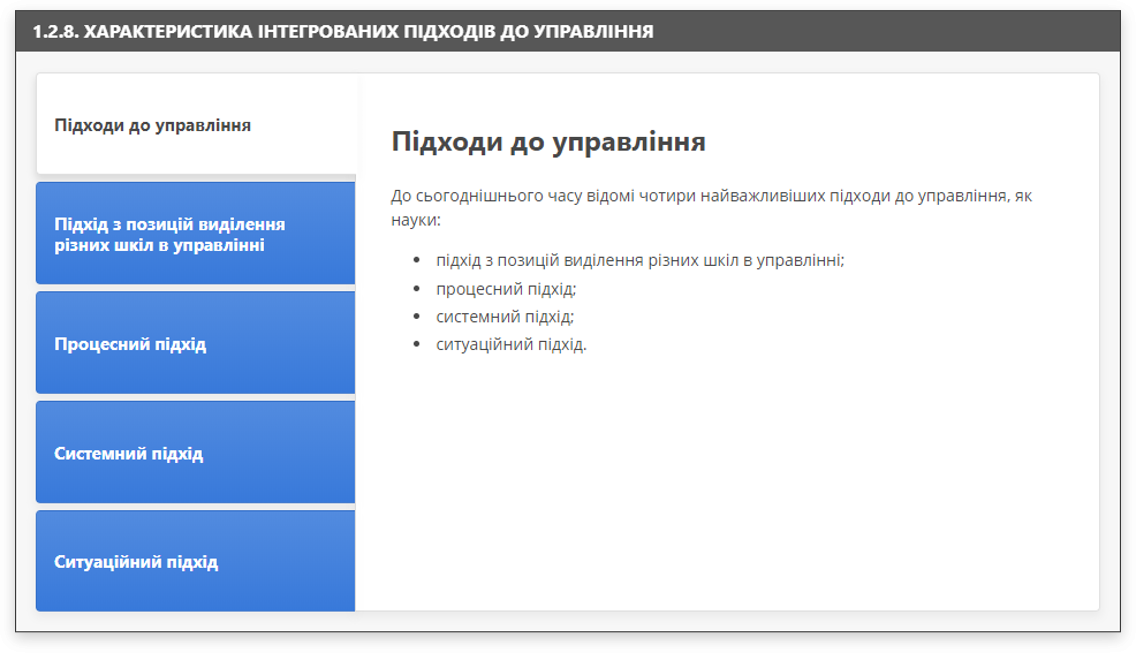 1.2.8. ХАРАКТЕРИСТИКА ІНТЕГРОВАНИХ ПІДХОДІВ ДО УПРАВЛІННЯ
Підходи до управління
Підхід з позицій виділення
різних шкіл в управлінні
Процесний підхід
Системний підхід
Ситуаційний підхід
Підходи до управління
До сьогоднішнього часу відомі чотири найважливіших підходи до управління, як
науки:
• підхід з позицій виділення різних шкіл в управлінні;
• процесний підхід;
• системний підхід;
• ситуаційний підхід.